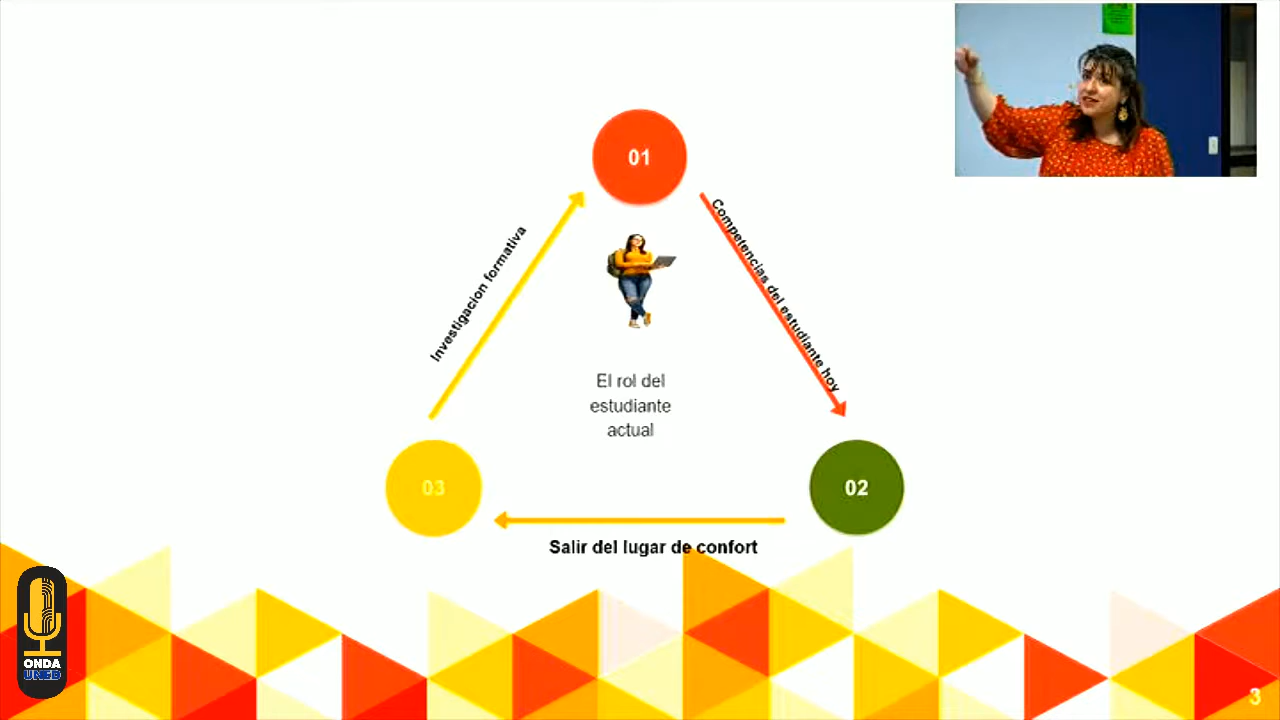 01
Investigacion formativa
Competencias del estudiante hoy
El rol del
estudiante
actual
03
02
Salir del lugar de confort
ONDA
UNED
3